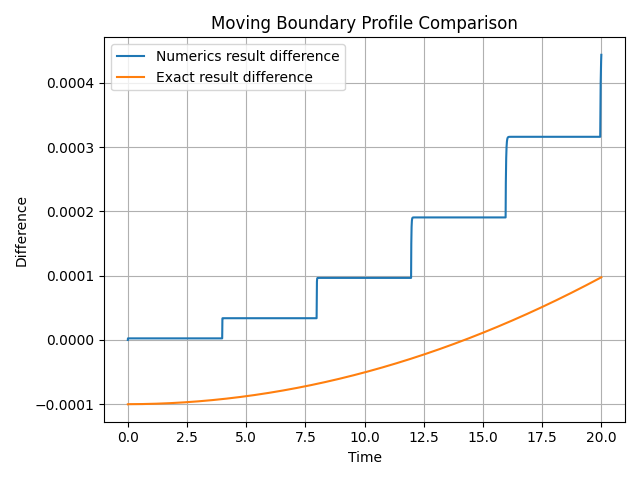 Moving Boundary Profile Comparison
Numerics result difference
Exact result difference
Difference
0.0004
0.0003
0.0002
0.0001
0.0000
−0.0001
0.0 2.5 5.0 7.5 10.0 12.5 15.0 17.5 20.0
Time